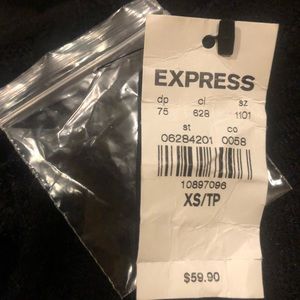 EXPRESS
dp cl sz
75 628 1101
st co
06284201 0058
10897096
XS/TP
$59.90